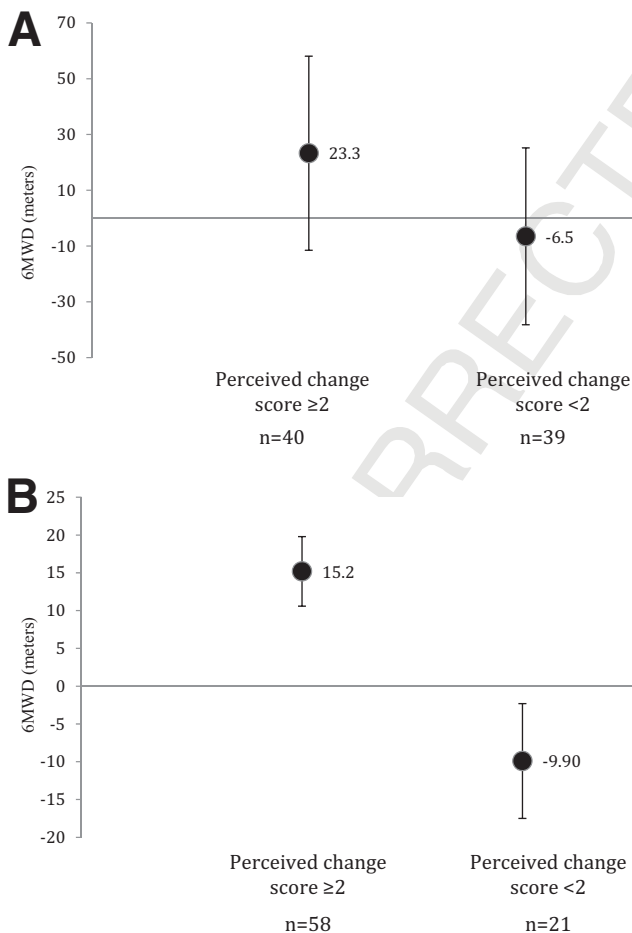 A
70
50
30
10
-10
-30
-50
6MWD (meters)
23.3
-6.5
Perceived change
score ≥2
n=40
Perceived change
score <2
n=39
RRECT
B
25
20
15
10
5
0
-5
-10
-15
-20
6MWD (meters)
15.2
-9.90
Perceived change
score ≥2
n=58
Perceived change
score <2
n=21